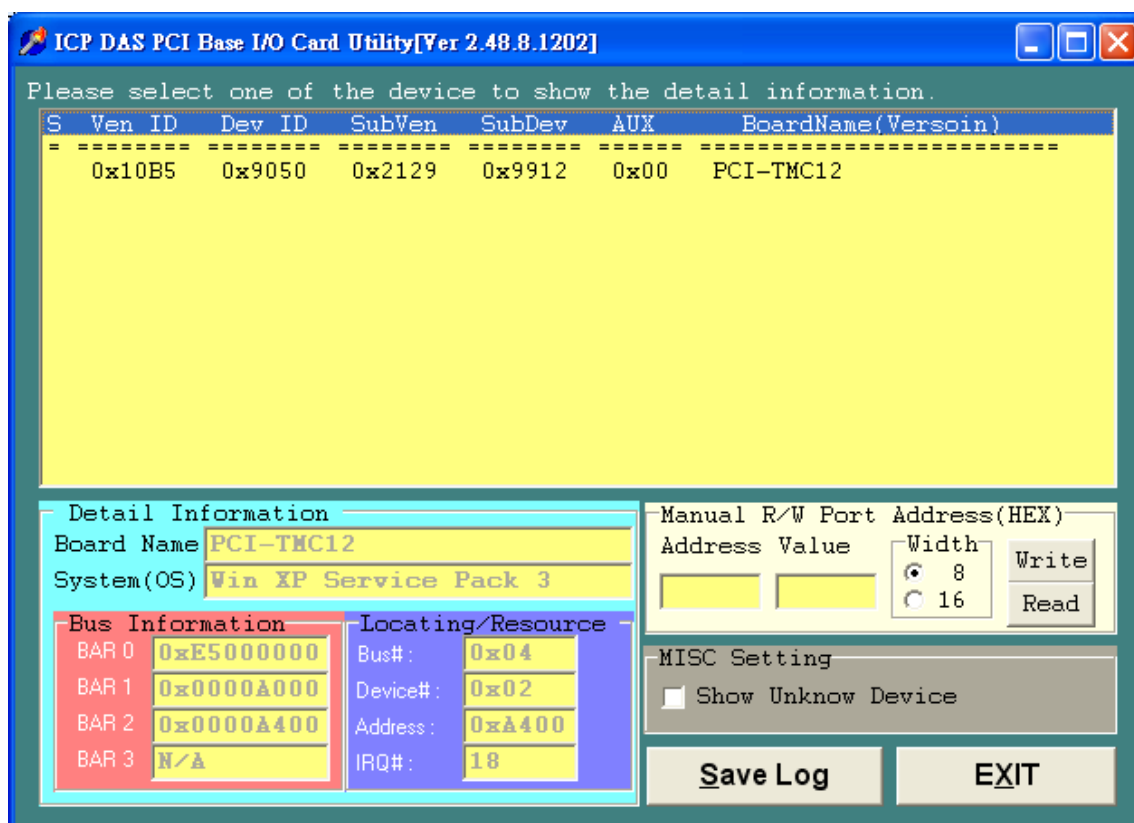 ICP DAS PCI Base I/O Card Utility[Ver 2.48.8.1202]
Please select one of the device to show the detail information.
S Ven ID Dev ID SubVen SubDev AUX BoardName(Versoin)
= ======== ======== ======== ======== ====== =========================
0x10B5 0x9050 0x2129 0x9912 0x00 PCI-TMC12
Detail Information
Board Name PCI-TMC12
System(OS) Win XP Service Pack 3
Bus Information
BAR 0 0xE5000000
BAR 1 0x0000A000
BAR 2 0x0000A400
BAR 3 N/A
Locating/Resource
Bus# : 0x04
Device# : 0x02
Address : 0xA400
IRQ# : 18
Manual R/W Port Address(HEX)
Address Value Width
8
16
Write
Read
MISC Setting
Show Unknow Device
Save Log
EXIT